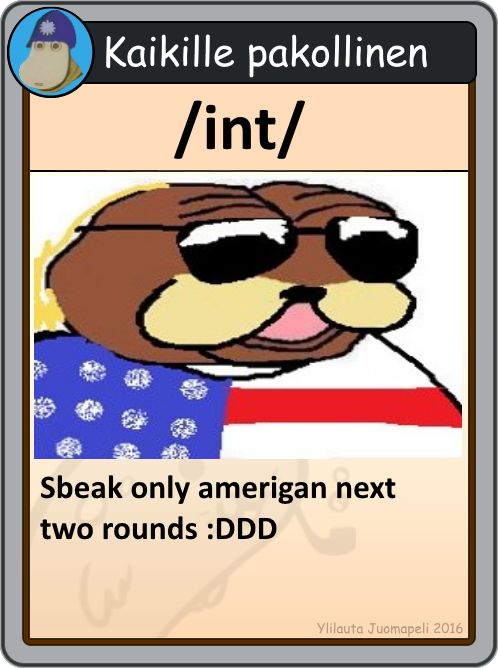 Kaikille pakollinen
/int/
Sbeak only amerigan next
two rounds :DDD
Ylilauta Juomapeli 2016